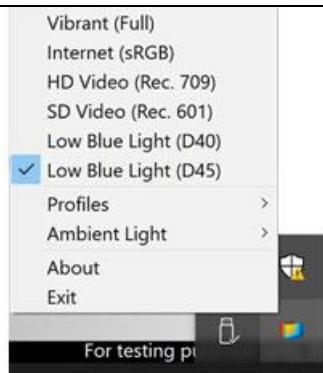 Vibrant (Full)
Internet (sRGB)
HD Video (Rec. 709)
SD Video (Rec. 601)
Low Blue Light (D40)
Low Blue Light (D45)
Profiles
Ambient Light
About
Exit
For testing pu